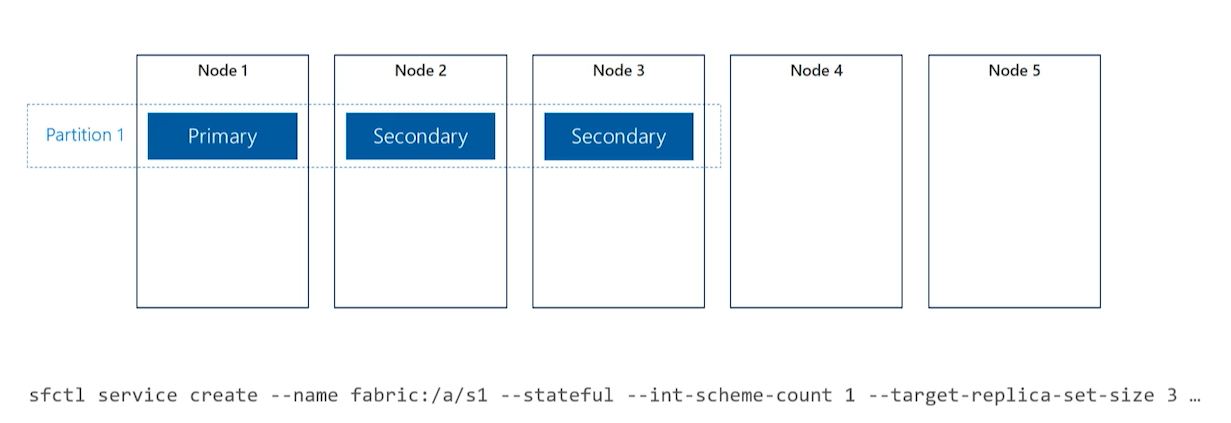 Node 1 Node 2 Node 3 Node 4 Node 5
Partition 1 Primary Secondary Secondary
sfctl service create --name fabric:/a/s1 --stateful --int-scheme-count 1 --target-replica-set-size 3 …